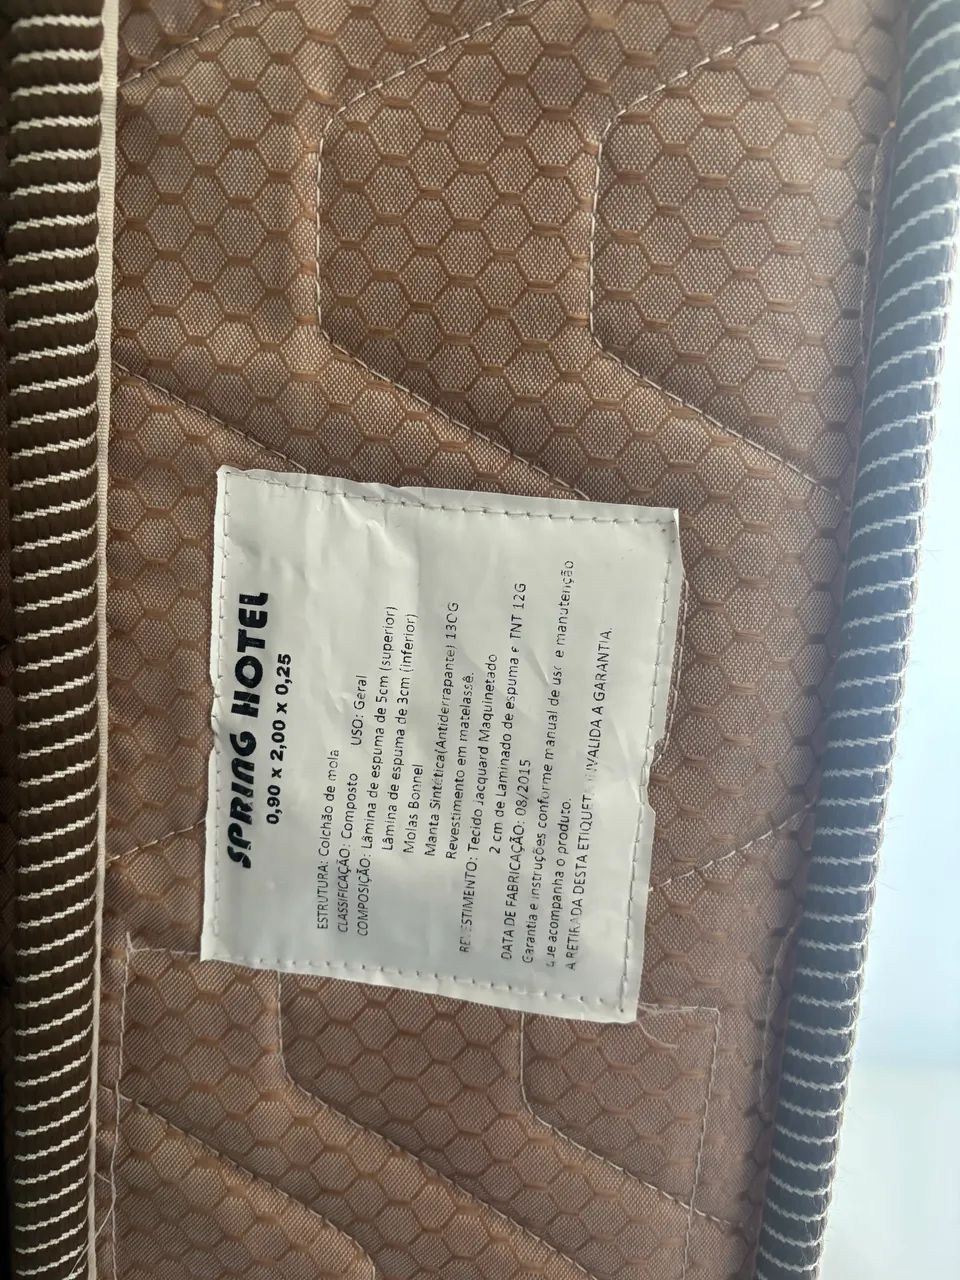 SPRING HOTEL
0,90 x 2,00 x 0,25
ESTRUTURA: Colchão de mola
CLASSIFICAÇÃO: Composto USO: Geral
COMPOSIÇÃO: Lâmina de espuma de 5cm (superior)
Lâmina de espuma de 3cm (inferior)
Molas Bonnel
Manta Sintética(Antiderrapante) 130G
Revestimento em matelassê.
REVESTIMENTO: Tecido Jacquard Maquinetado
2 cm de Laminado de espuma e TNT 12G
DATA DE FABRICAÇÃO: 08/2015
Garantia e instruções conforme manual de uso e manutenção
que acompanha o produto.
A RETIRADA DESTA ETIQUETA INVALIDA A GARANTIA.